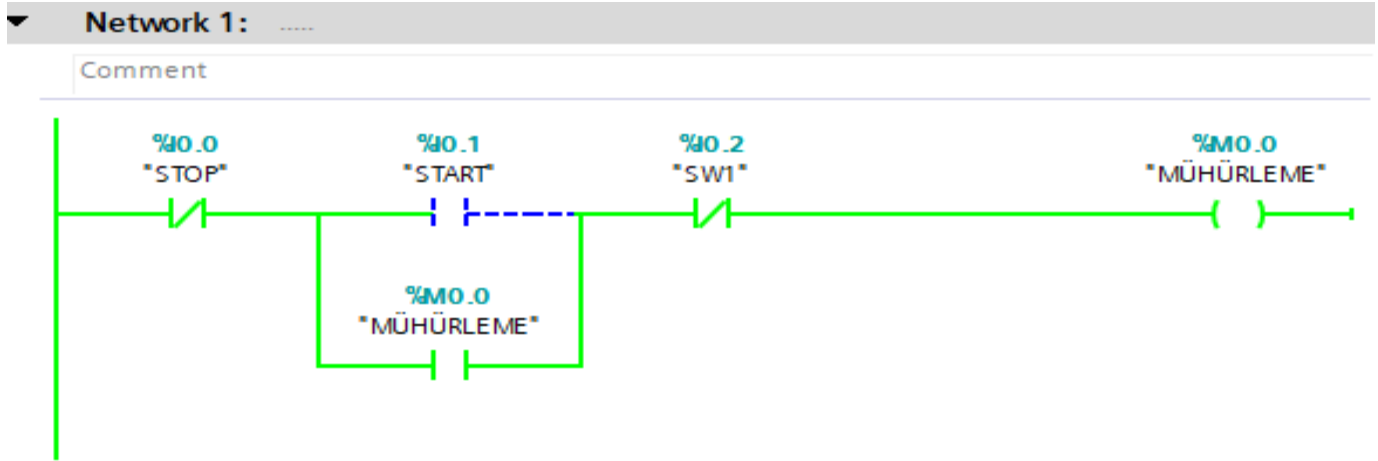 Network 1: .....
Comment
%I0.0
"STOP"
%I0.1
"START"
%I0.2
"SW1"
%M0.0
"MÜHÜRLEME"
%M0.0
"MÜHÜRLEME"